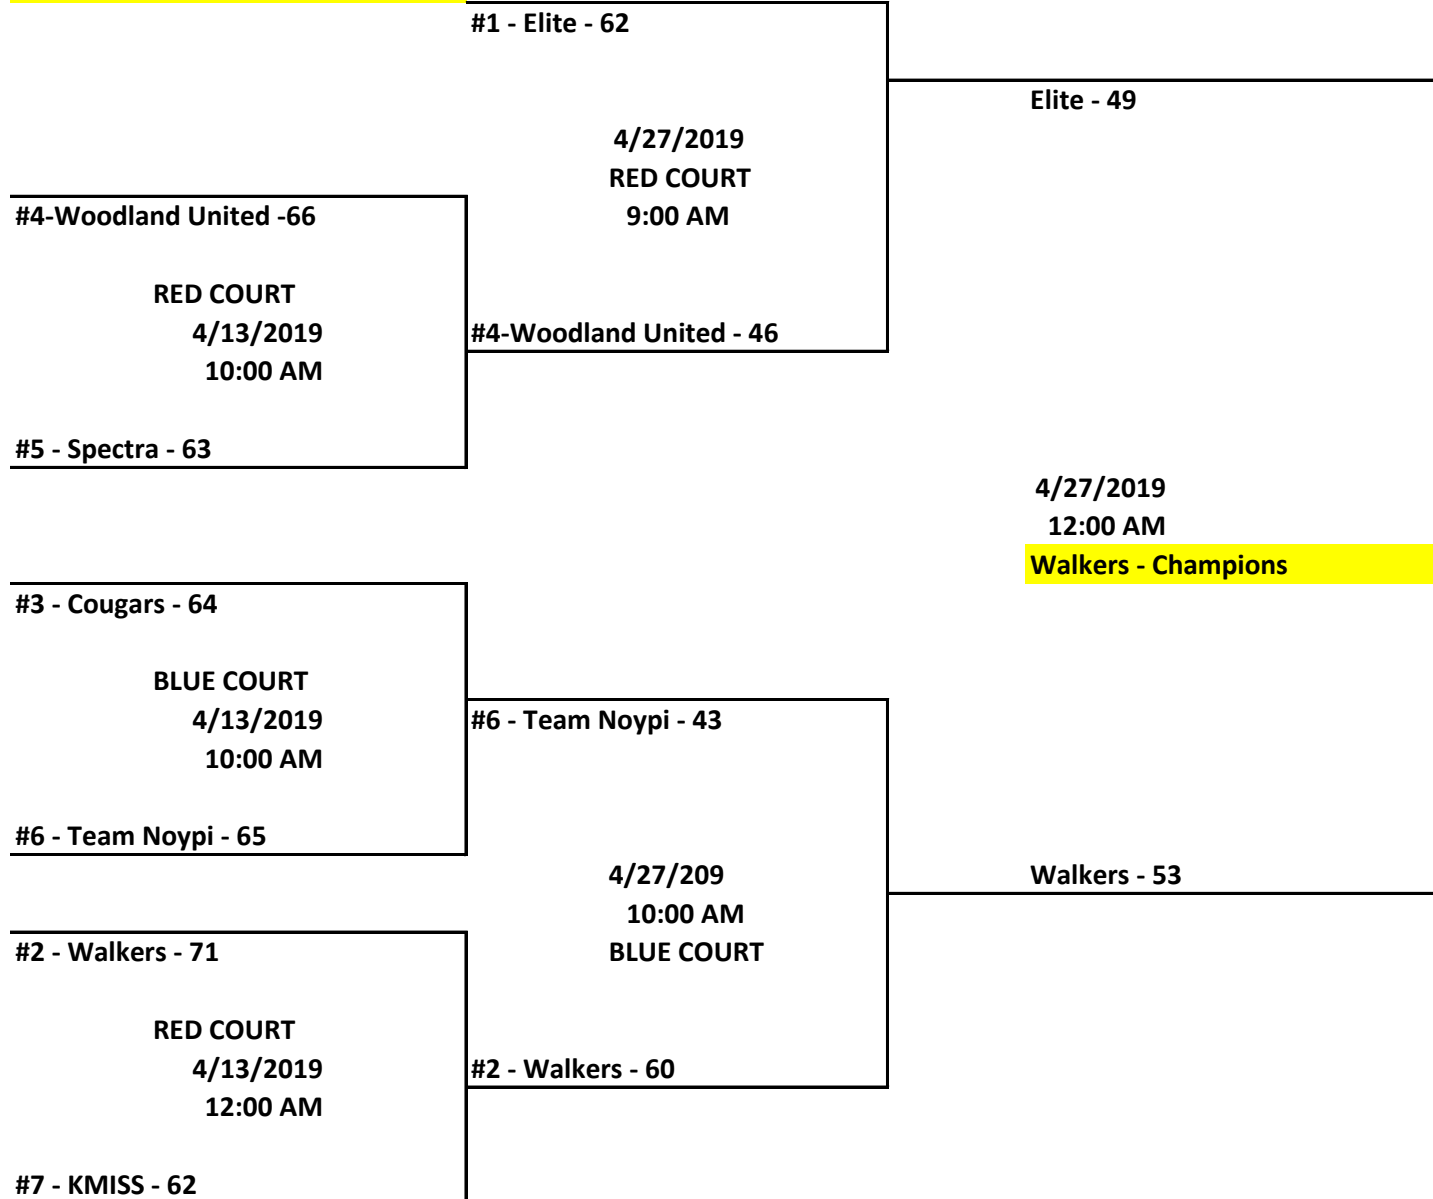 #1 - Elite - 62
Elite - 49
4/27/2019
RED COURT
9:00 AM
#4-Woodland United -66
RED COURT
4/13/2019
10:00 AM
#4-Woodland United - 46
#5 - Spectra - 63
4/27/2019
12:00 AM
Walkers - Champions
#3 - Cougars - 64
BLUE COURT
4/13/2019
10:00 AM
#6 - Team Noypi - 43
#6 - Team Noypi - 65
4/27/209
10:00 AM
BLUE COURT
Walkers - 53
#2 - Walkers - 71
RED COURT
4/13/2019
12:00 AM
#2 - Walkers - 60
#7 - KMISS - 62